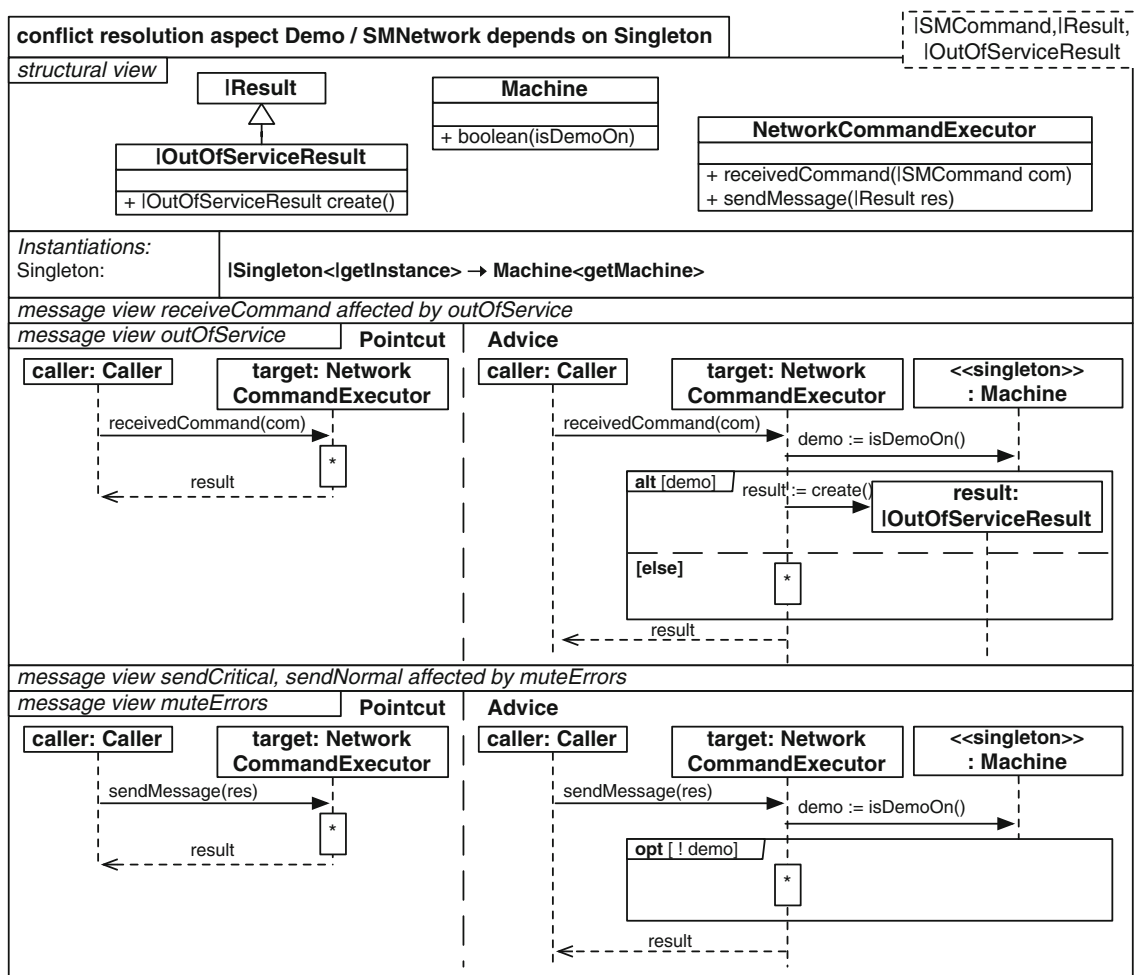 conflict resolution aspect Demo / SMNetwork depends on Singleton
|SMCommand,|Result,
|OutOfServiceResult
structural view
|Result
Machine
+ boolean(isDemoOn)
NetworkCommandExecutor
+ receivedCommand(|SMCommand com)
+ sendMessage(|Result res)
|OutOfServiceResult
+ |OutOfServiceResult create()
Instantiations:
Singleton:
|Singleton<|getInstance> → Machine<getMachine>
message view receiveCommand affected by outOfService
message view outOfService
Pointcut
Advice
caller: Caller
target: Network
CommandExecutor
receivedCommand(com)
*
result
caller: Caller
target: Network
CommandExecutor
<<singleton>>
: Machine
receivedCommand(com)
demo := isDemoOn()
alt [demo]
result := create()
result:
|OutOfServiceResult
[else]
*
result
message view sendCritical, sendNormal affected by muteErrors
message view muteErrors
Pointcut
Advice
caller: Caller
target: Network
CommandExecutor
sendMessage(res)
*
result
caller: Caller
target: Network
CommandExecutor
<<singleton>>
: Machine
sendMessage(res)
demo := isDemoOn()
opt [ ! demo]
*
result